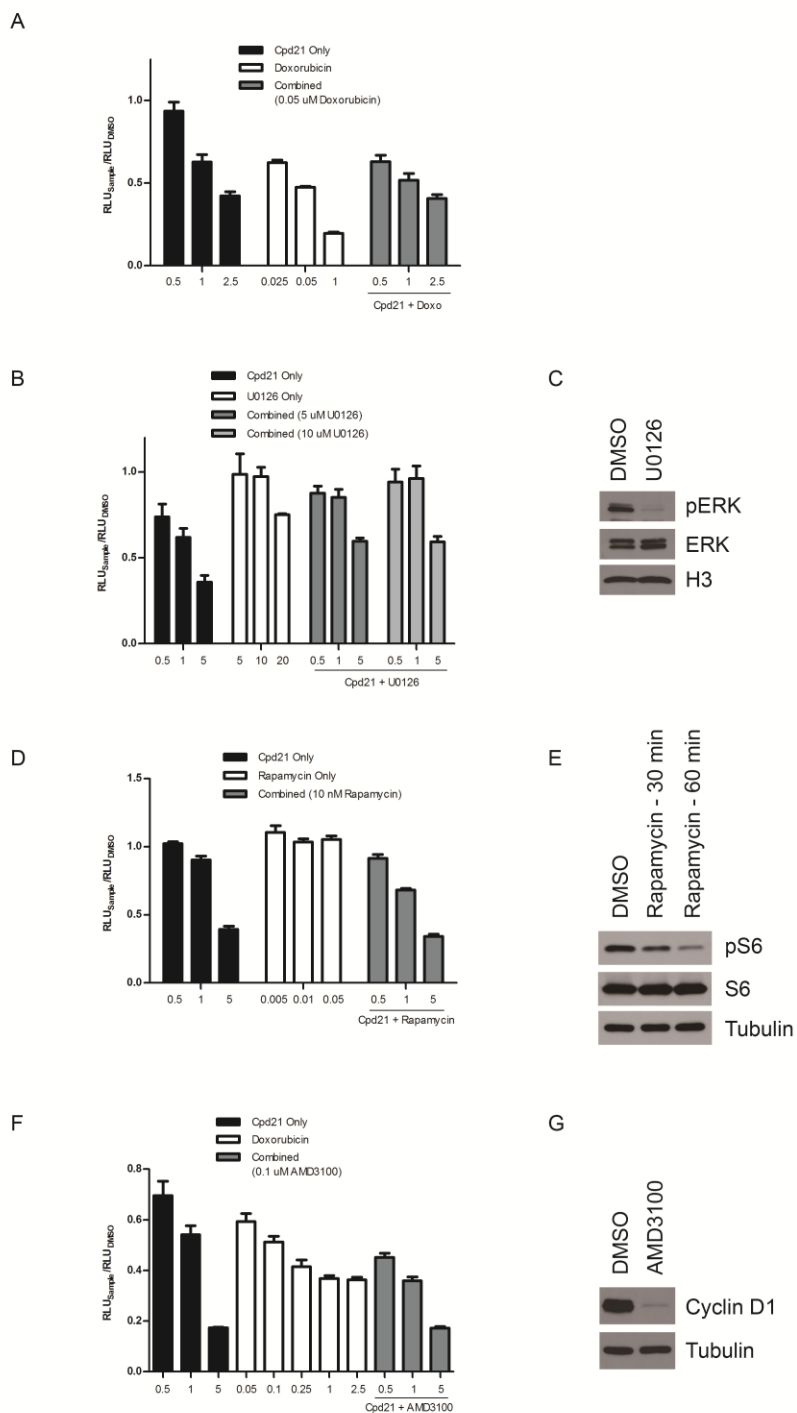 A
Cpd21 Only
Doxorubicin
Combined
(0.05 uM Doxorubicin)
RLUSample/RLUDMSO
1.0
0.5
0.0
0.5 1 2.5 0.025 0.05 1 0.5 1 2.5
Cpd21 + Doxo
B
Cpd21 Only
U0126 Only
Combined (5 uM U0126)
Combined (10 uM U0126)
RLUSample/RLUDMSO
1.0
0.5
0.0
0.5 1 5 5 10 20 0.5 1 5 0.5 1 5
Cpd21 + U0126
C
DMSO
U0126
pERK
ERK
H3
D
Cpd21 Only
Rapamycin Only
Combined (10 nM Rapamycin)
RLUSample/RLUDMSO
1.5
1.0
0.5
0.0
0.5 1 5 0.005 0.01 0.05 0.5 1 5
Cpd21 + Rapamycin
E
DMSO
Rapamycin - 30 min
Rapamycin - 60 min
pS6
S6
Tubulin
F
Cpd21 Only
Doxorubicin
Combined
(0.1 uM AMD3100)
RLUSample/RLUDMSO
0.8
0.6
0.4
0.2
0.0
0.5 1 5 0.05 0.1 0.25 1 2.5 0.5 1 5
Cpd21 + AMD3100
G
DMSO
AMD3100
Cyclin D1
Tubulin